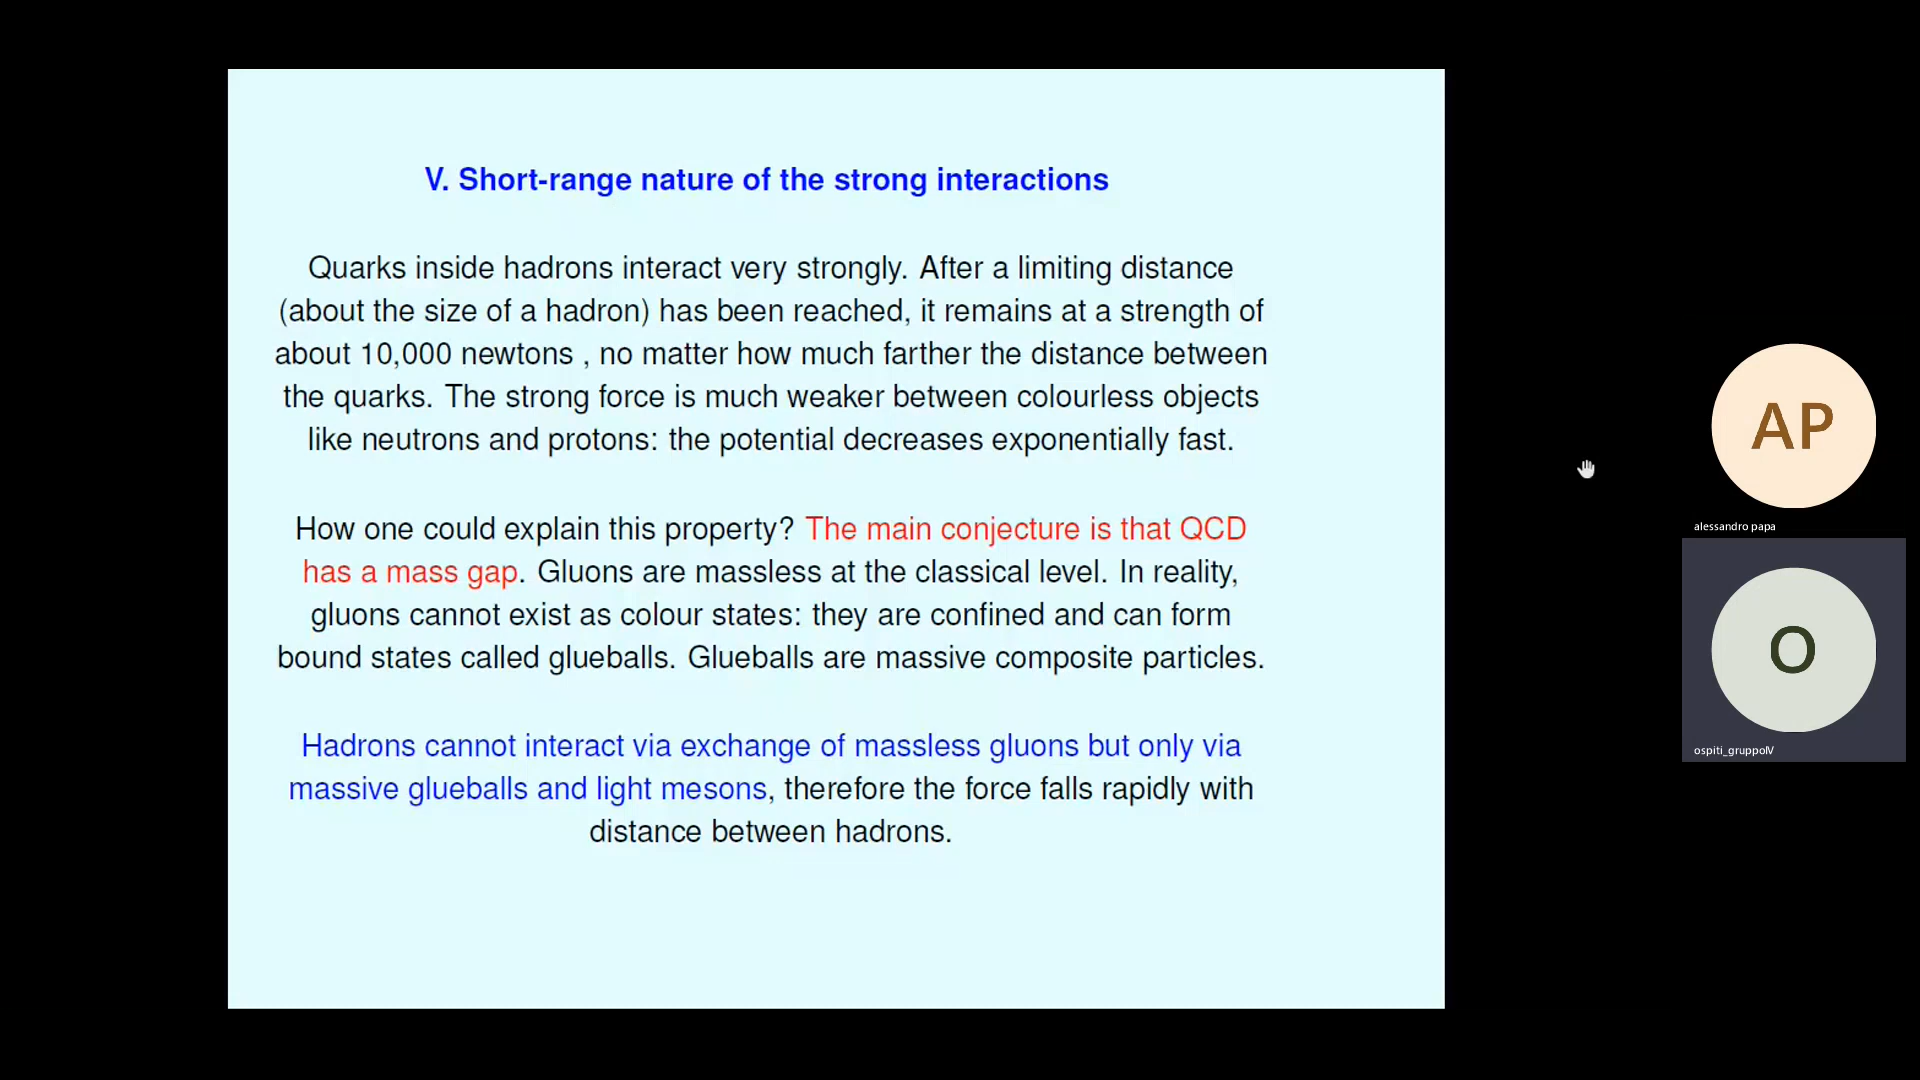 V. Short-range nature of the strong interactions
Quarks inside hadrons interact very strongly. After a limiting distance
(about the size of a hadron) has been reached, it remains at a strength of
about 10,000 newtons , no matter how much farther the distance between
the quarks. The strong force is much weaker between colourless objects
like neutrons and protons: the potential decreases exponentially fast.
How one could explain this property? The main conjecture is that QCD
has a mass gap. Gluons are massless at the classical level. In reality,
gluons cannot exist as colour states: they are confined and can form
bound states called glueballs. Glueballs are massive composite particles.
Hadrons cannot interact via exchange of massless gluons but only via
massive glueballs and light mesons, therefore the force falls rapidly with
distance between hadrons.
AP
alessandro papa
O
ospiti_gruppoIV